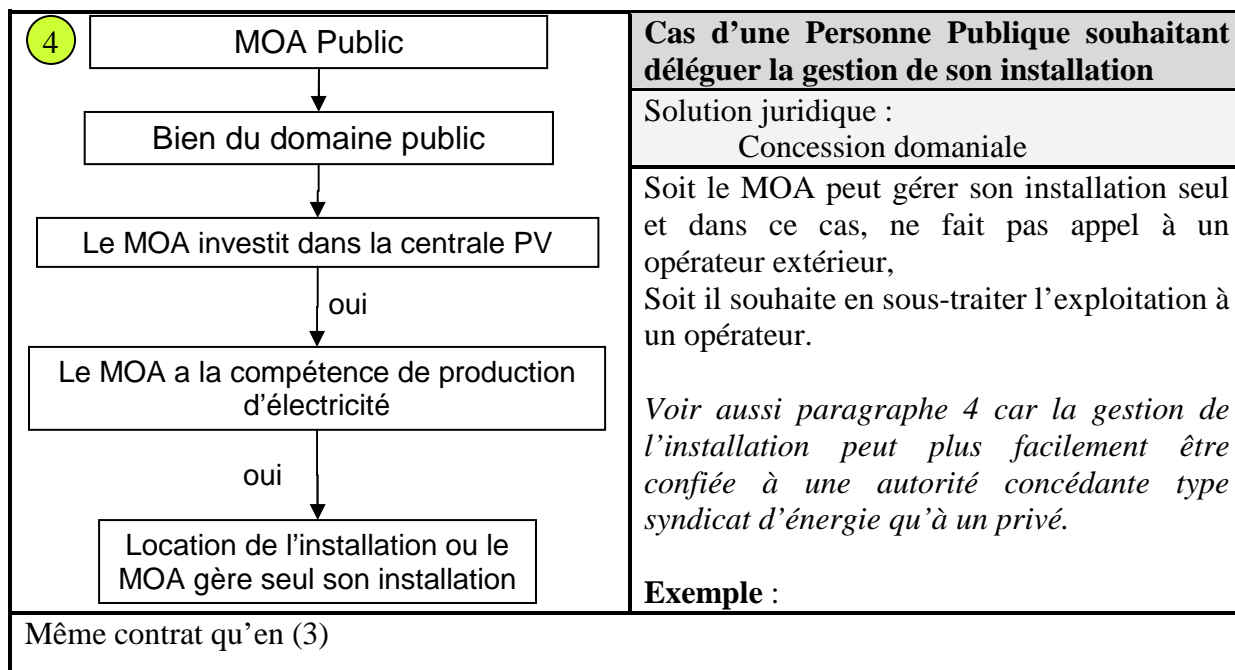 4
MOA Public
Bien du domaine public
Le MOA investit dans la centrale PV
oui
Le MOA a la compétence de production
d'électricité
oui
Location de l'installation ou le
MOA gère seul son installation
Cas d'une Personne Publique souhaitant
déléguer la gestion de son installation
Solution juridique :
Concession domaniale
Soit le MOA peut gérer son installation seul
et dans ce cas, ne fait pas appel à un
opérateur extérieur,
Soit il souhaite en sous-traiter l'exploitation à
un opérateur.
Voir aussi paragraphe 4 car la gestion de
l'installation peut plus facilement être
confiée à une autorité concédante type
syndicat d'énergie qu'à un privé.
Exemple :
Même contrat qu'en (3)